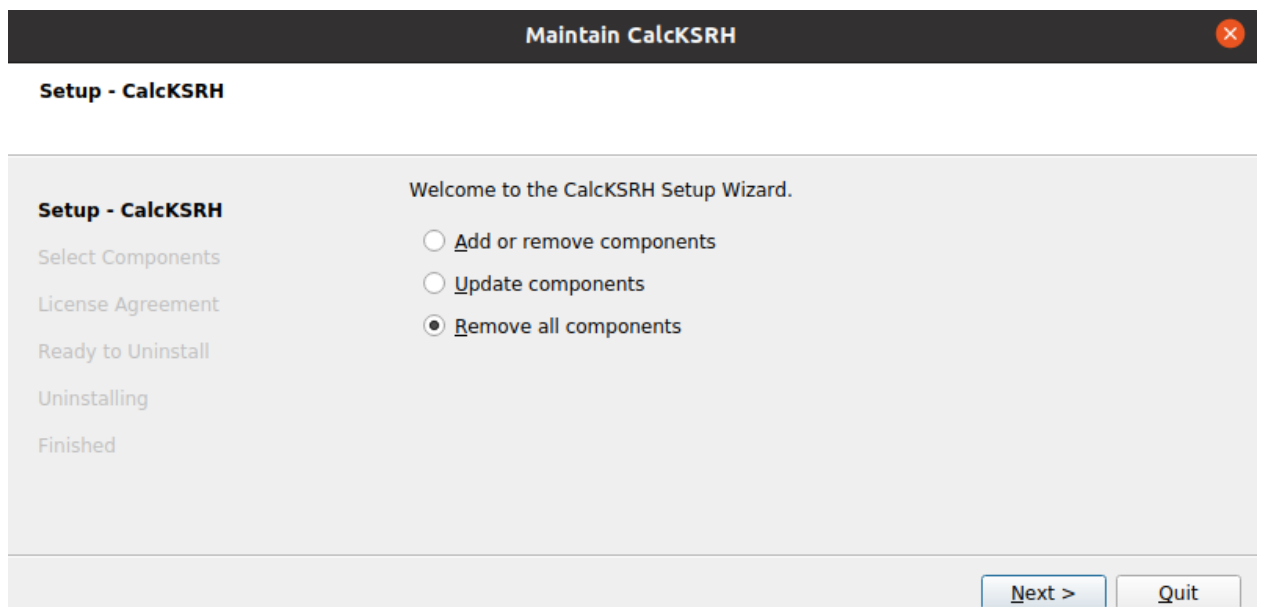 Maintain CalcKSRH
Setup - CalcKSRH
Setup - CalcKSRH
Select Components
License Agreement
Ready to Uninstall
Uninstalling
Finished
Welcome to the CalcKSRH Setup Wizard.
Add or remove components
Update components
Remove all components
Next >
Quit